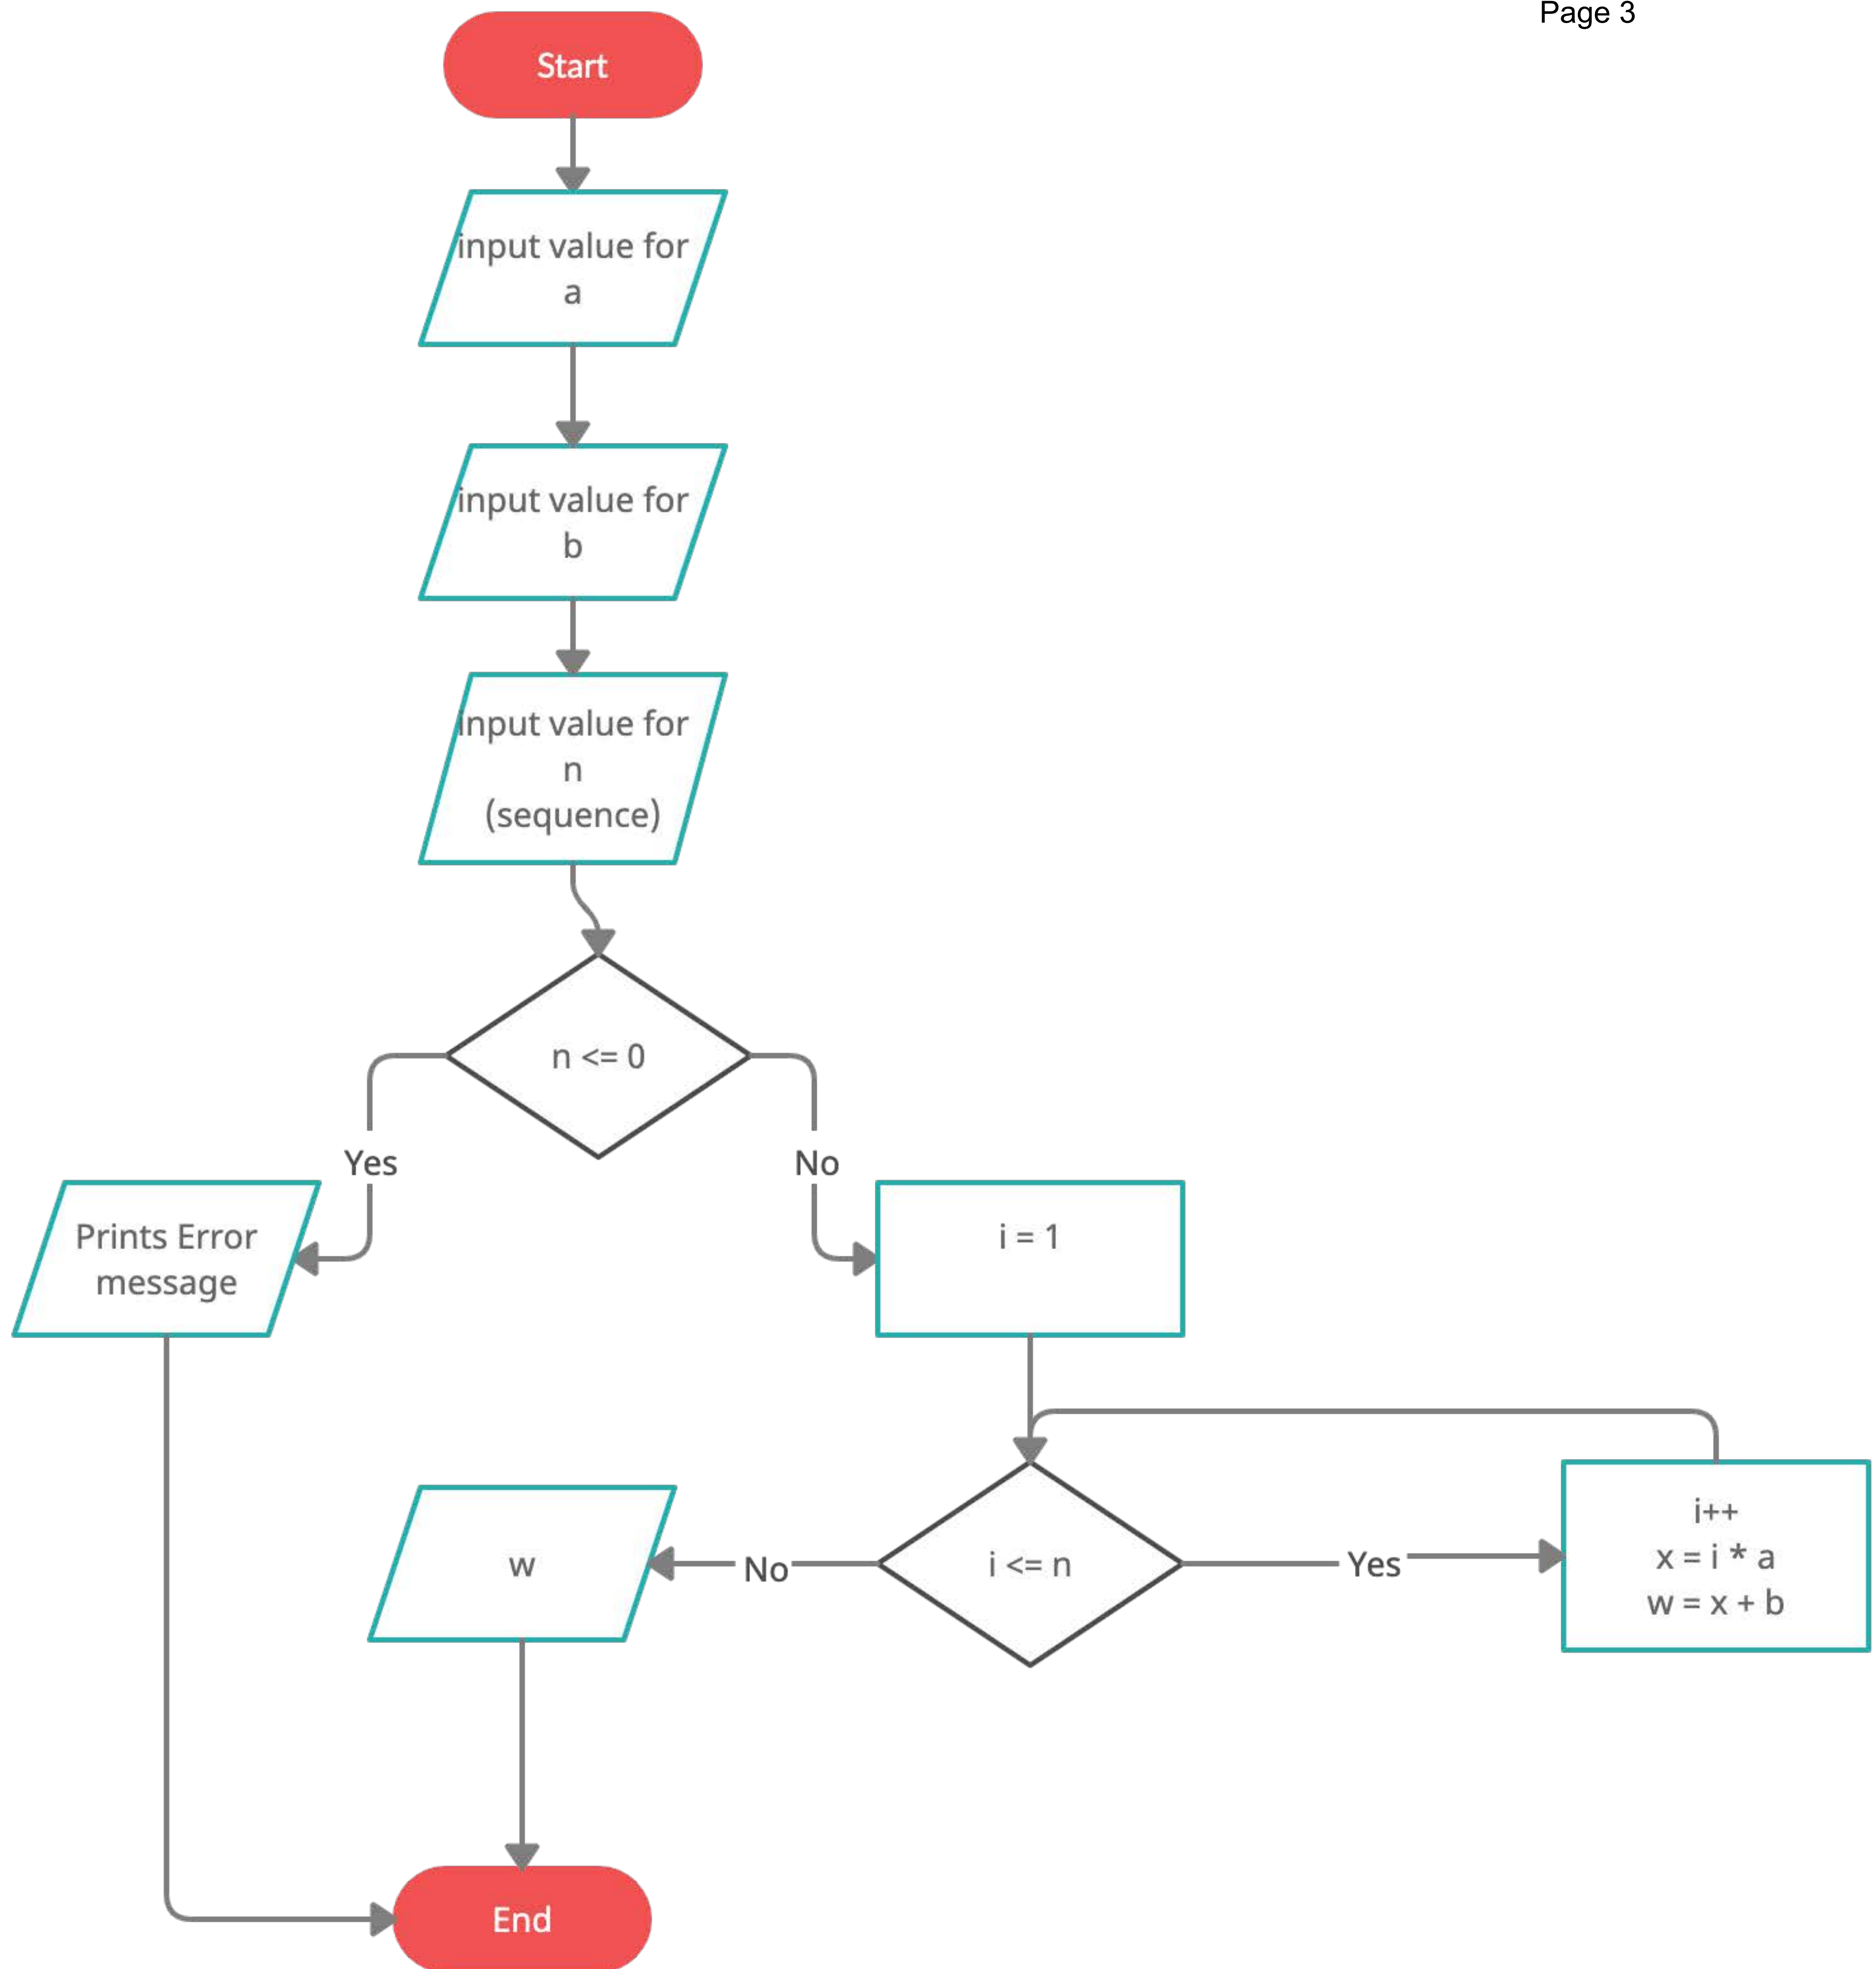 Page 3
Start
input value for
a
input value for
b
input value for
n
(sequence)
n <= 0
Yes
No
Prints Error
message
i = 1
w
No
i <= n
Yes
i++
x = i * a
w = x + b
End